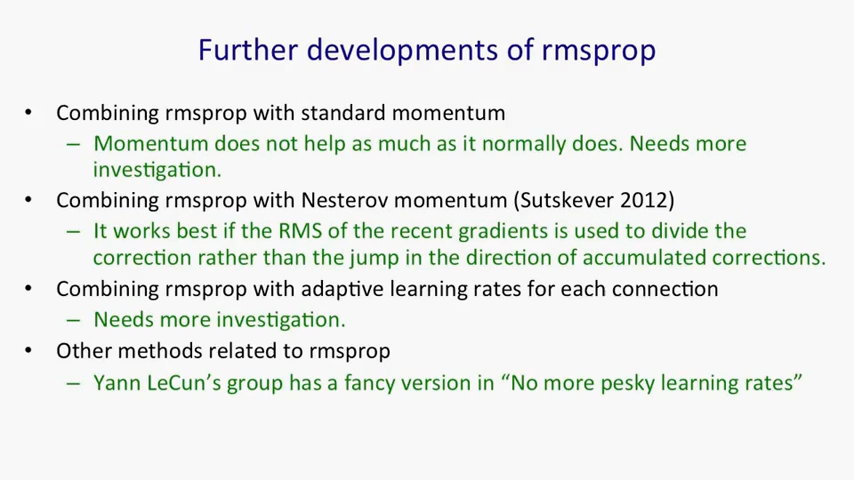 Further developments of rmsprop
• Combining rmsprop with standard momentum
– Momentum does not help as much as it normally does. Needs more
investigation.
• Combining rmsprop with Nesterov momentum (Sutskever 2012)
– It works best if the RMS of the recent gradients is used to divide the
correction rather than the jump in the direction of accumulated corrections.
• Combining rmsprop with adaptive learning rates for each connection
– Needs more investigation.
• Other methods related to rmsprop
– Yann LeCun’s group has a fancy version in “No more pesky learning rates”